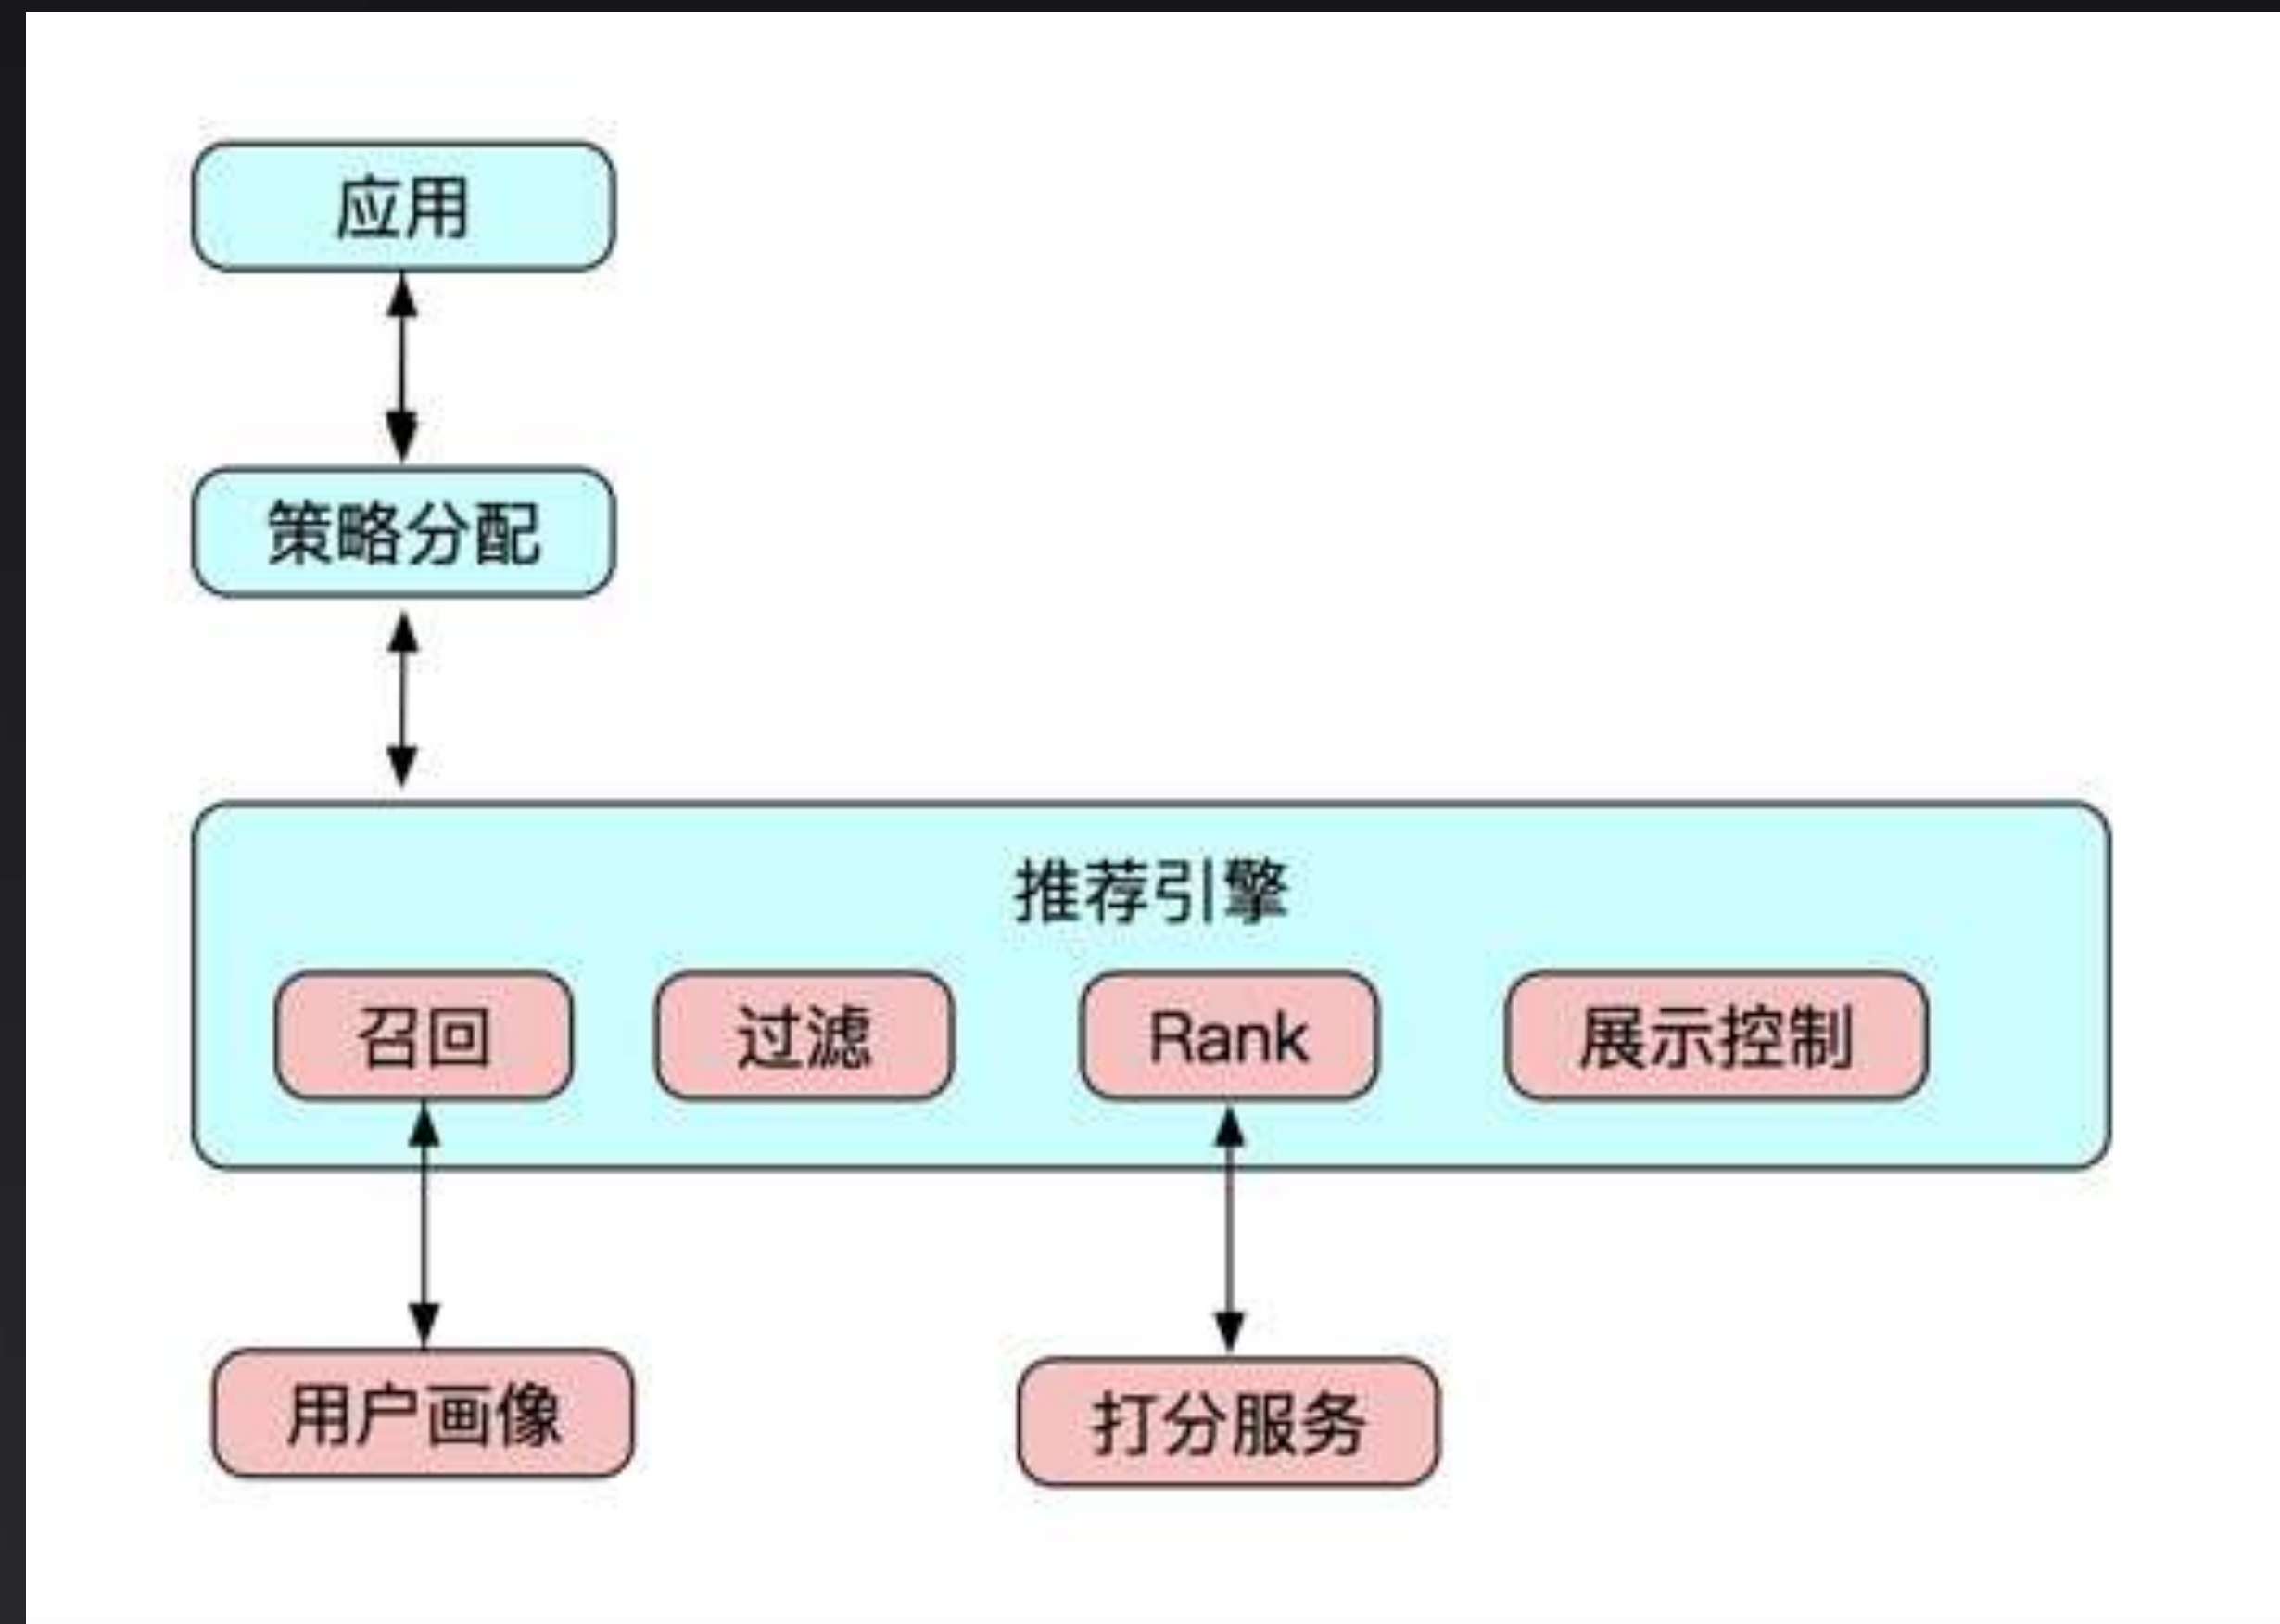 应用
策略分配
推荐引擎
召回
过滤
Rank
展示控制
用户画像
打分服务